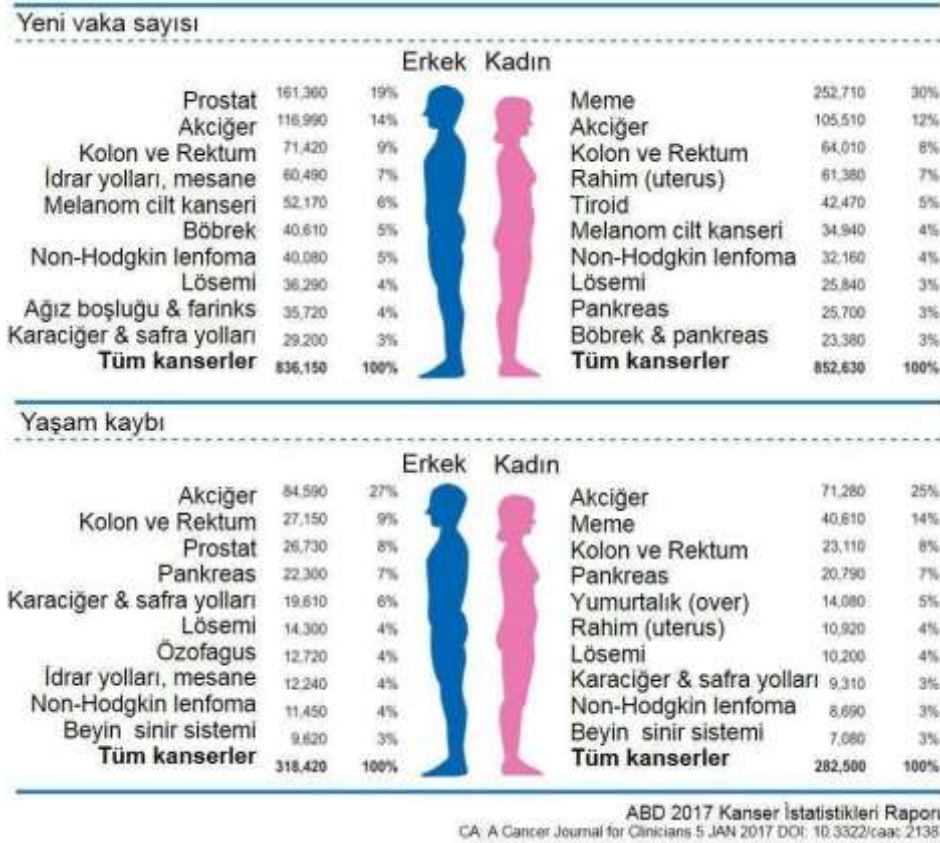 Yeni vaka sayısı
Erkek Kadın
Prostat 161,360 19% Meme 252,710 30%
Akciğer 116,990 14% Akciğer 105,510 12%
Kolon ve Rektum 71,420 9% Kolon ve Rektum 64,010 8%
İdrar yolları, mesane 60,490 7% Rahim (uterus) 61,380 7%
Melanom cilt kanseri 52,170 6% Tiroid 42,470 5%
Böbrek 40,610 5% Melanom cilt kanseri 34,940 4%
Non-Hodgkin lenfoma 40,080 5% Non-Hodgkin lenfoma 32,160 4%
Lösemi 36,290 4% Lösemi 25,840 3%
Ağız boşluğu & farinks 35,720 4% Pankreas 25,700 3%
Karaciğer & safra yolları 29,200 3% Böbrek & pankreas 23,380 3%
Tüm kanserler 836,150 100% Tüm kanserler 852,630 100%
Yaşam kaybı
Erkek Kadın
Akciğer 84,590 27% Akciğer 71,280 25%
Kolon ve Rektum 27,150 9% Meme 40,610 14%
Prostat 26,730 8% Kolon ve Rektum 23,110 8%
Pankreas 22,300 7% Pankreas 20,790 7%
Karaciğer & safra yolları 19,610 6% Yumurtalık (over) 14,080 5%
Lösemi 14,300 4% Rahim (uterus) 10,920 4%
Özofagus 12,720 4% Lösemi 10,200 4%
İdrar yolları, mesane 12,240 4% Karaciğer & safra yolları 9,310 3%
Non-Hodgkin lenfoma 11,450 4% Non-Hodgkin lenfoma 8,690 3%
Beyin sinir sistemi 9,620 3% Beyin sinir sistemi 7,080 3%
Tüm kanserler 318,420 100% Tüm kanserler 282,500 100%
ABD 2017 Kanser İstatistikleri Raporu
CA: A Cancer Journal for Clinicians 5 JAN 2017 DOI: 10.3322/caac.2138